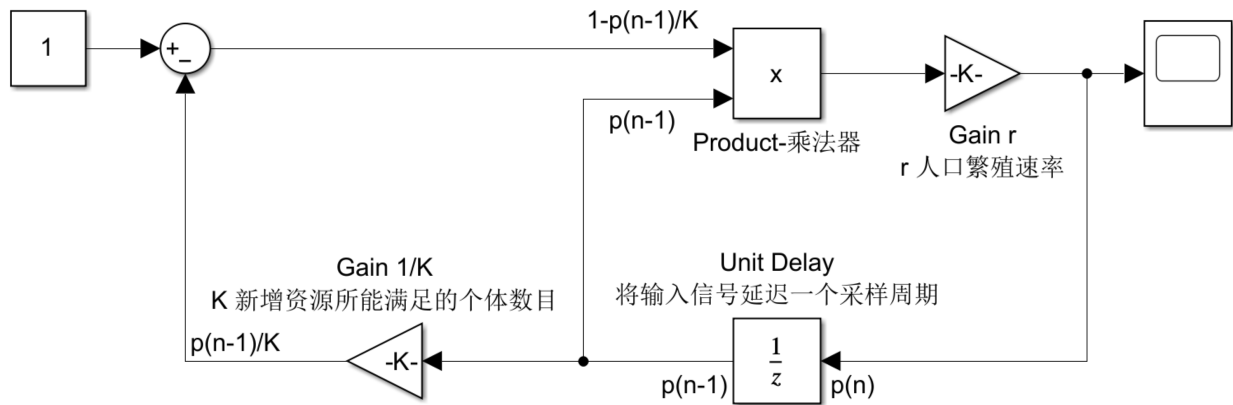 1
+
−
1-p(n-1)/K
p(n-1)
x
Product-乘法器
-K-
Gain r
r 人口繁殖速率
Gain 1/K
K 新增资源所能满足的个体数目
Unit Delay
将输入信号延迟一个采样周期
p(n-1)/K
-K-
p(n-1)
1
z
p(n)